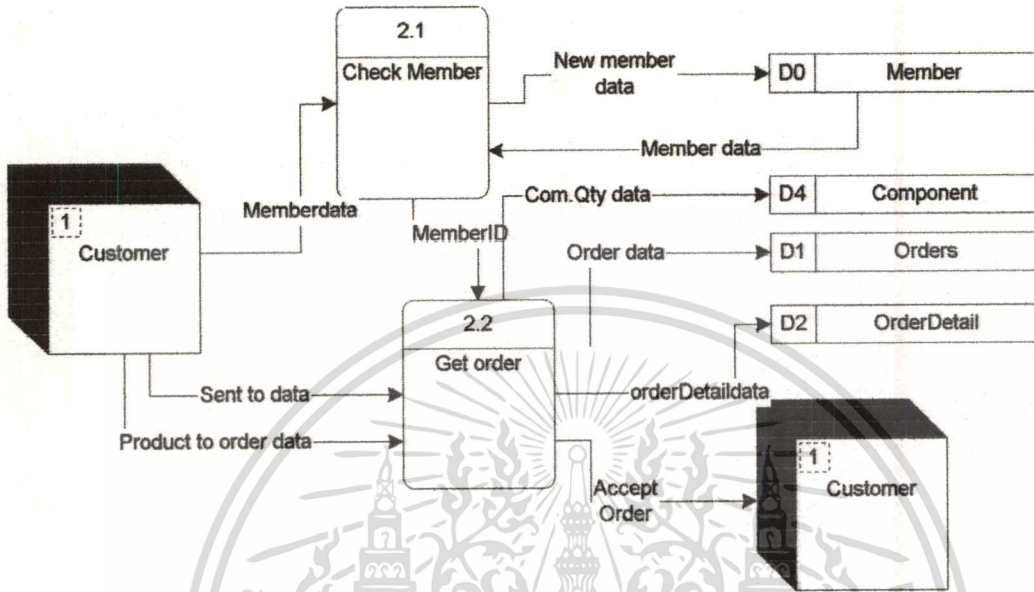 2.1
Check Member
New member
data
D0 Member
Member data
Com.Qty data
D4 Component
1
Customer
Memberdata
MemberID
Order data
D1 Orders
2.2
Get order
D2 OrderDetail
Sent to data
orderDetaildata
Product to order data
1
Customer
Accept
Order